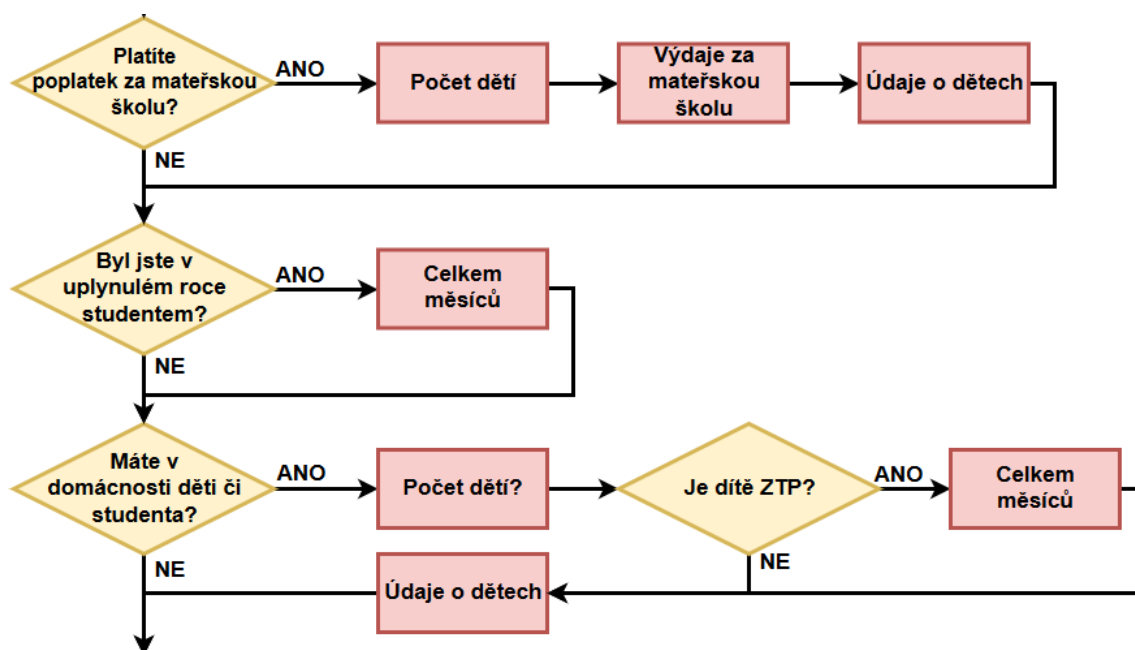 Platíte
poplatek za mateřskou
školu?
ANO
Počet dětí
Výdaje za
mateřskou
školu
Údaje o dětech
NE
Byl jste v
uplynulém roce
studentem?
ANO
Celkem
měsíců
NE
Máte v
domácnosti děti či
studenta?
ANO
Počet dětí?
Je dítě ZTP?
ANO
Celkem
měsíců
NE
Údaje o dětech
NE